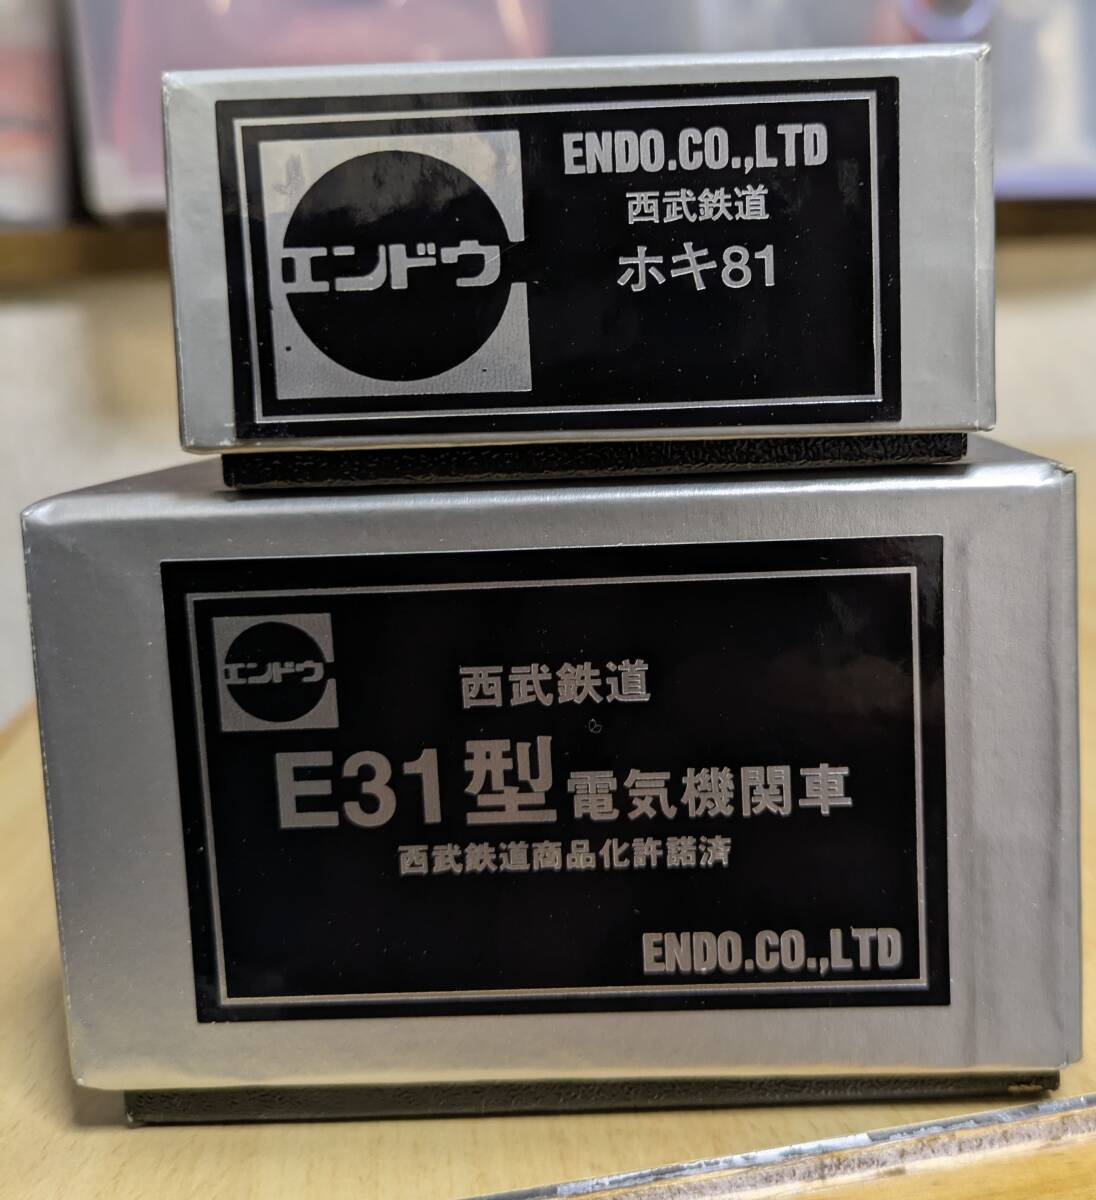 エンドウ
ENDO.CO.,LTD
西武鉄道
ホキ81
エンドウ
西武鉄道
E31型電気機関車
西武鉄道商品化許諾済
ENDO.CO.,LTD